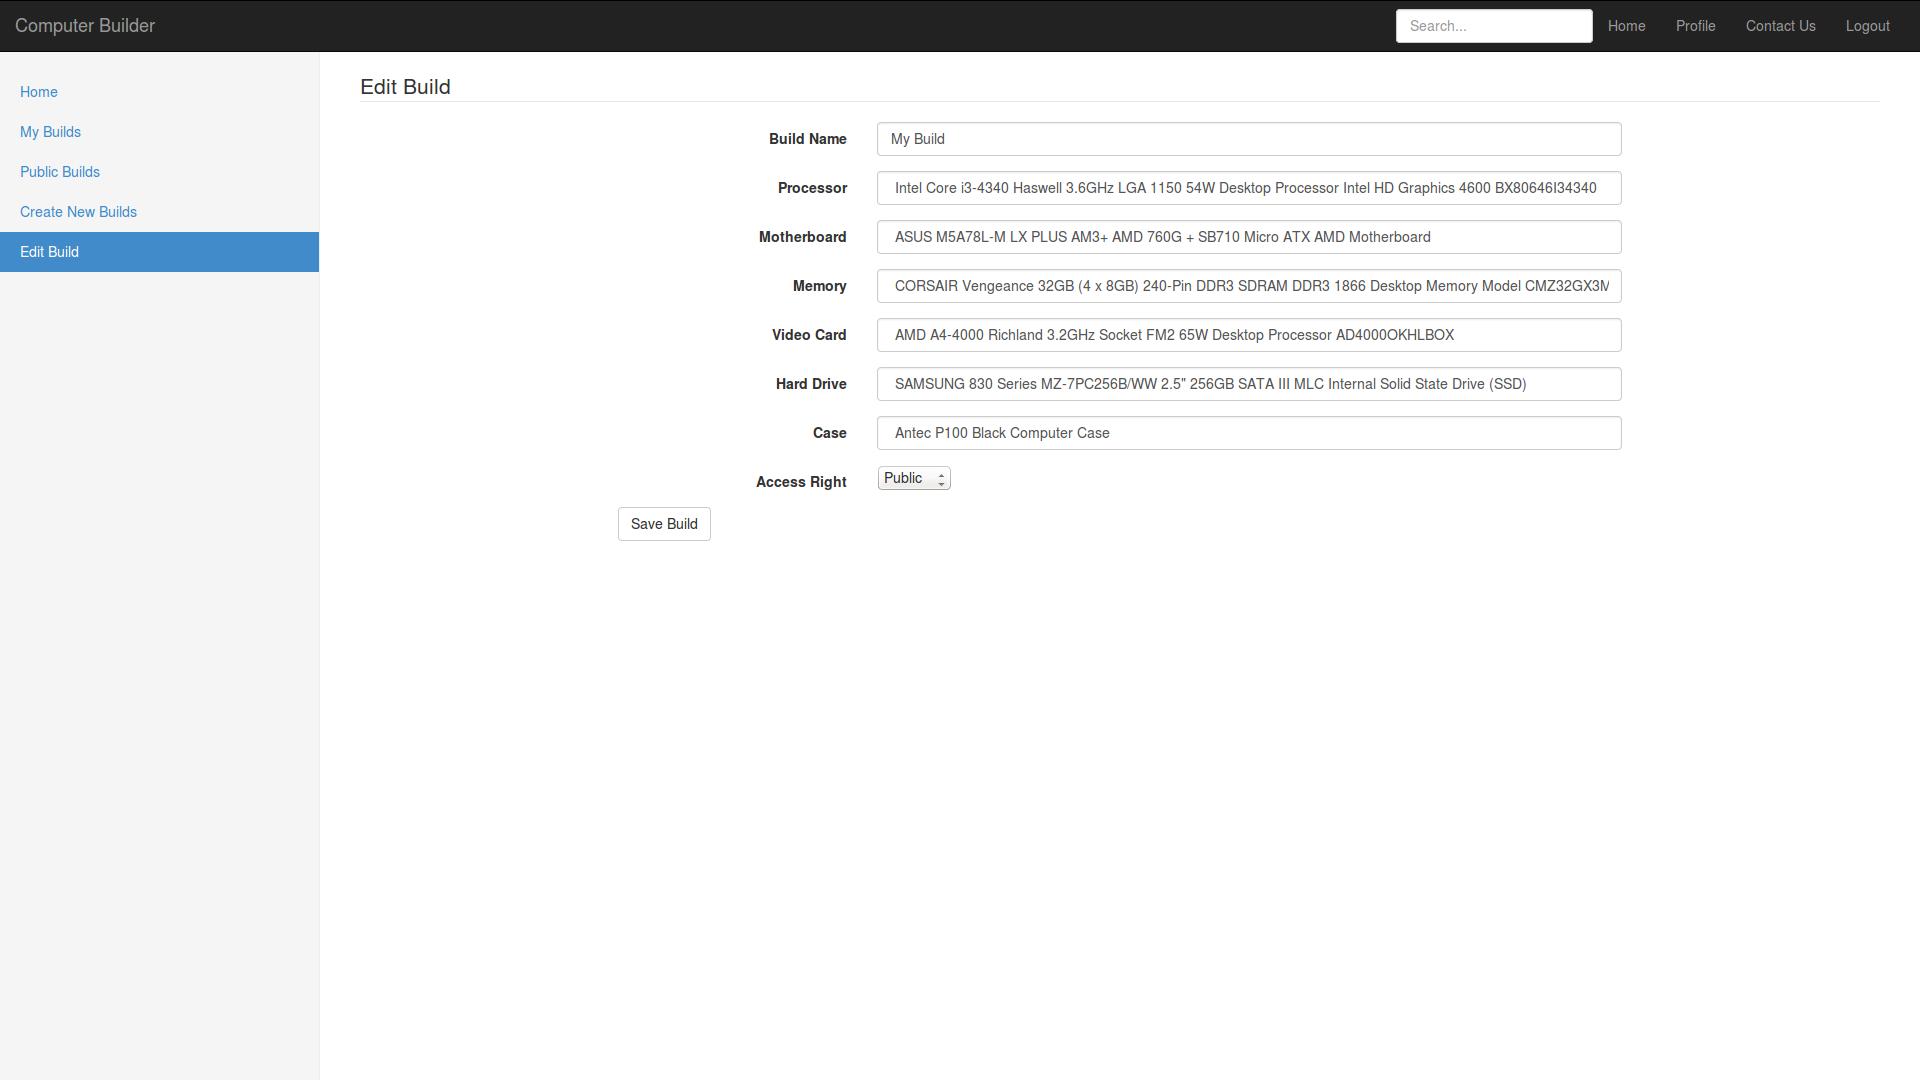 Computer Builder
Search...
Home
Profile
Contact Us
Logout
Home
My Builds
Public Builds
Create New Builds
Edit Build
Edit Build
Build Name
My Build
Processor
Intel Core i3-4340 Haswell 3.6GHz LGA 1150 54W Desktop Processor Intel HD Graphics 4600 BX80646I34340
Motherboard
ASUS M5A78L-M LX PLUS AM3+ AMD 760G + SB710 Micro ATX AMD Motherboard
Memory
CORSAIR Vengeance 32GB (4 x 8GB) 240-Pin DDR3 SDRAM DDR3 1866 Desktop Memory Model CMZ32GX3M
Video Card
AMD A4-4000 Richland 3.2GHz Socket FM2 65W Desktop Processor AD4000OKHLBOX
Hard Drive
SAMSUNG 830 Series MZ-7PC256B/WW 2.5" 256GB SATA III MLC Internal Solid State Drive (SSD)
Case
Antec P100 Black Computer Case
Access Right
Public
Save Build